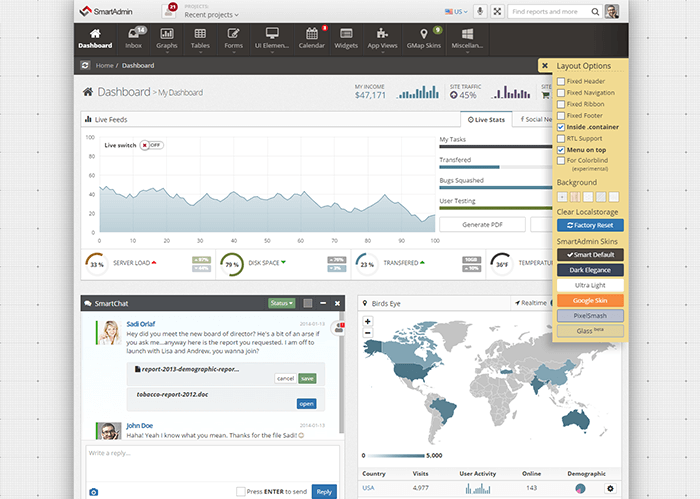 SmartAdmin
21
PROJECTS:
Recent projects
US
Find reports and more
Dashboard
Inbox
14
Graphs
Tables
Forms
UI Elemen...
Calendar
3
Widgets
App Views
GMap Skins
9
Miscellan...
Home / Dashboard
Dashboard > My Dashboard
MY INCOME
$47,171
SITE TRAFFIC
45%
SITE
Live Feeds
Live Stats
Social Ne
Live switch
OFF
100
80
60
40
20
0
0
10
20
30
40
50
60
70
80
90
100
My Tasks
Transfered
Bugs Squashed
User Testing
Generate PDF
33 %
SERVER LOAD
79 %
DISK SPACE
23 %
TRANSFERED
36°F
TEMPERATU
Layout Options
Fixed Header
Fixed Navigation
Fixed Ribbon
Fixed Footer
Inside .container
RTL Support
Menu on top
For Colorblind
(experimental)
Background
Clear Localstorage
Factory Reset
SmartAdmin Skins
Smart Default
Dark Elegance
Ultra Light
Google Skin
PixelSmash
Glass beta
SmartChat
Status
Sadi Orlaf
2014-01-13
Hey did you meet the new board of director? He's a bit of an arse if
you ask me...anyway here is the report you requested. I am off to
launch with Lisa and Andrew, you wanna join?
report-2013-demographic-repor...
cancel
save
tobacco-report-2012.doc
open
John Doe
2014-01-13
Haha! Yeah I know what you mean. Thanks for the file Sadi!
Write a reply...
Press ENTER to send
Reply
Birds Eye
Realtime
+
−
0
5,000
Country
Visits
User Activity
Online
Demographic
USA
4,977
143